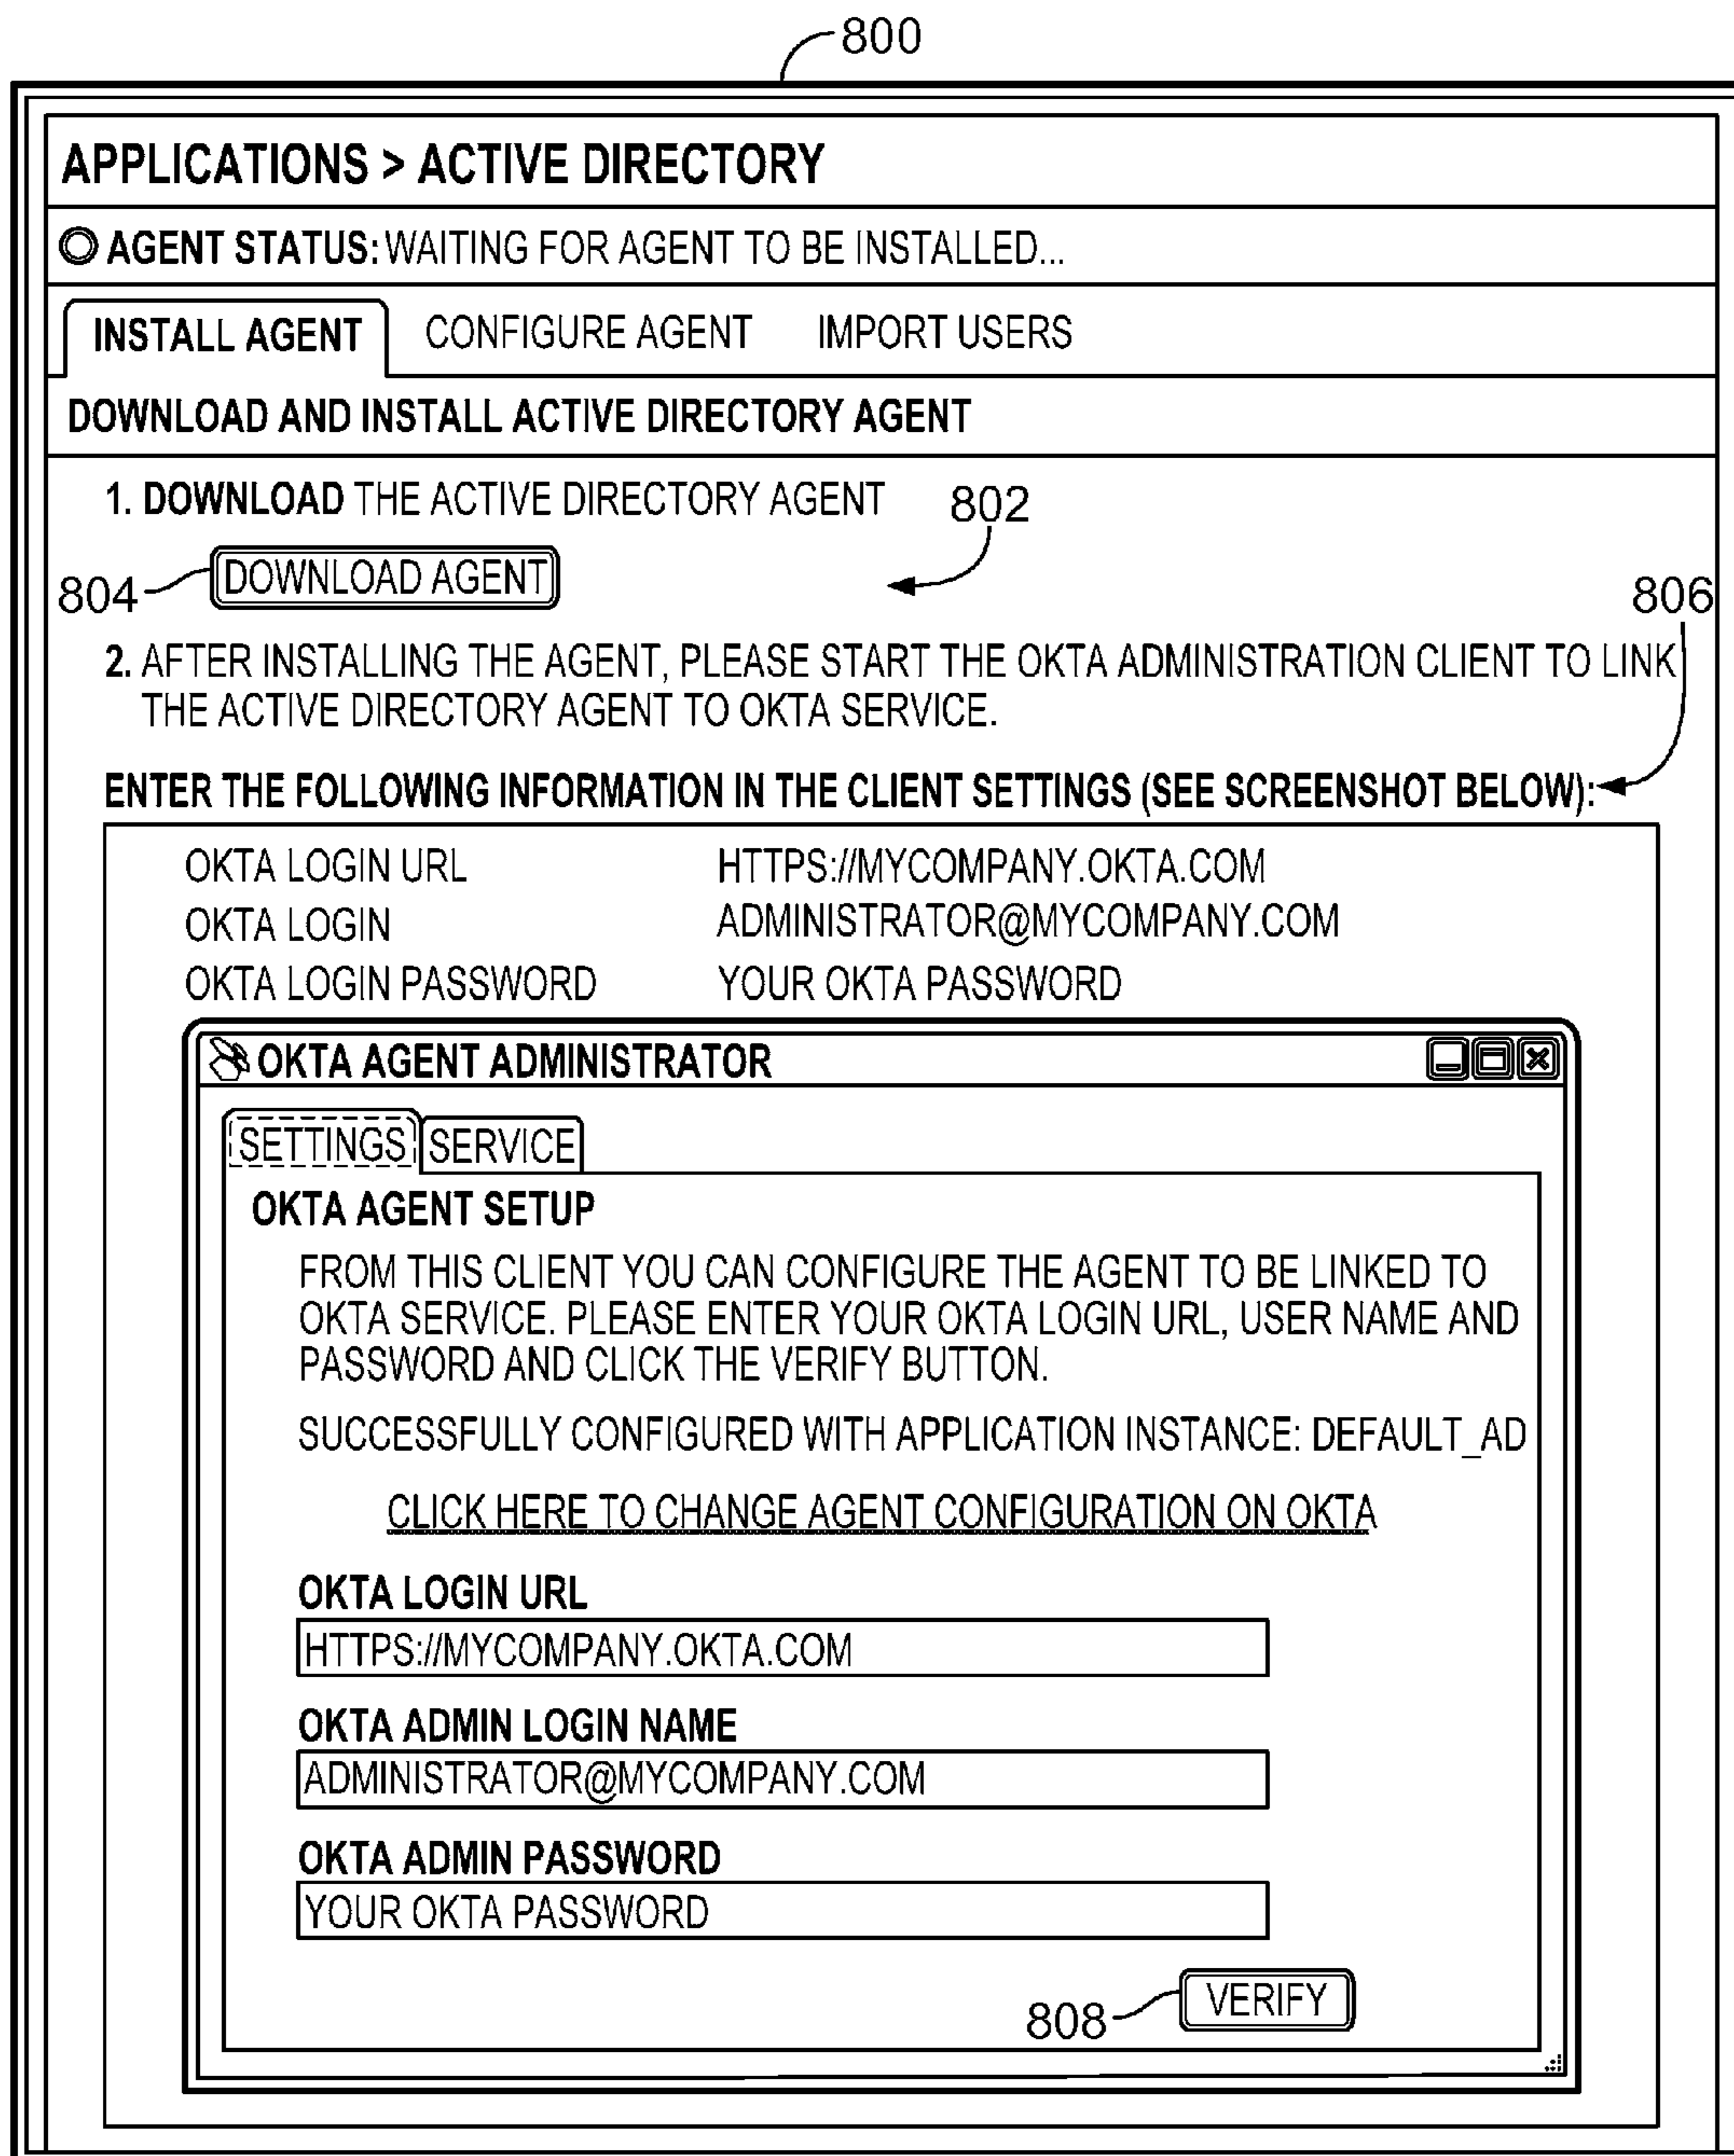 800
APPLICATIONS > ACTIVE DIRECTORY
AGENT STATUS: WAITING FOR AGENT TO BE INSTALLED...
INSTALL AGENT CONFIGURE AGENT IMPORT USERS
DOWNLOAD AND INSTALL ACTIVE DIRECTORY AGENT
1. DOWNLOAD THE ACTIVE DIRECTORY AGENT
802
804 DOWNLOAD AGENT
806
2. AFTER INSTALLING THE AGENT, PLEASE START THE OKTA ADMINISTRATION CLIENT TO LINK
THE ACTIVE DIRECTORY AGENT TO OKTA SERVICE.
ENTER THE FOLLOWING INFORMATION IN THE CLIENT SETTINGS (SEE SCREENSHOT BELOW):
OKTA LOGIN URL HTTPS://MYCOMPANY.OKTA.COM
OKTA LOGIN ADMINISTRATOR@MYCOMPANY.COM
OKTA LOGIN PASSWORD YOUR OKTA PASSWORD
OKTA AGENT ADMINISTRATOR
SETTINGS SERVICE
OKTA AGENT SETUP
FROM THIS CLIENT YOU CAN CONFIGURE THE AGENT TO BE LINKED TO
OKTA SERVICE. PLEASE ENTER YOUR OKTA LOGIN URL, USER NAME AND
PASSWORD AND CLICK THE VERIFY BUTTON.
SUCCESSFULLY CONFIGURED WITH APPLICATION INSTANCE: DEFAULT_AD
CLICK HERE TO CHANGE AGENT CONFIGURATION ON OKTA
OKTA LOGIN URL
HTTPS://MYCOMPANY.OKTA.COM
OKTA ADMIN LOGIN NAME
ADMINISTRATOR@MYCOMPANY.COM
OKTA ADMIN PASSWORD
YOUR OKTA PASSWORD
808 VERIFY